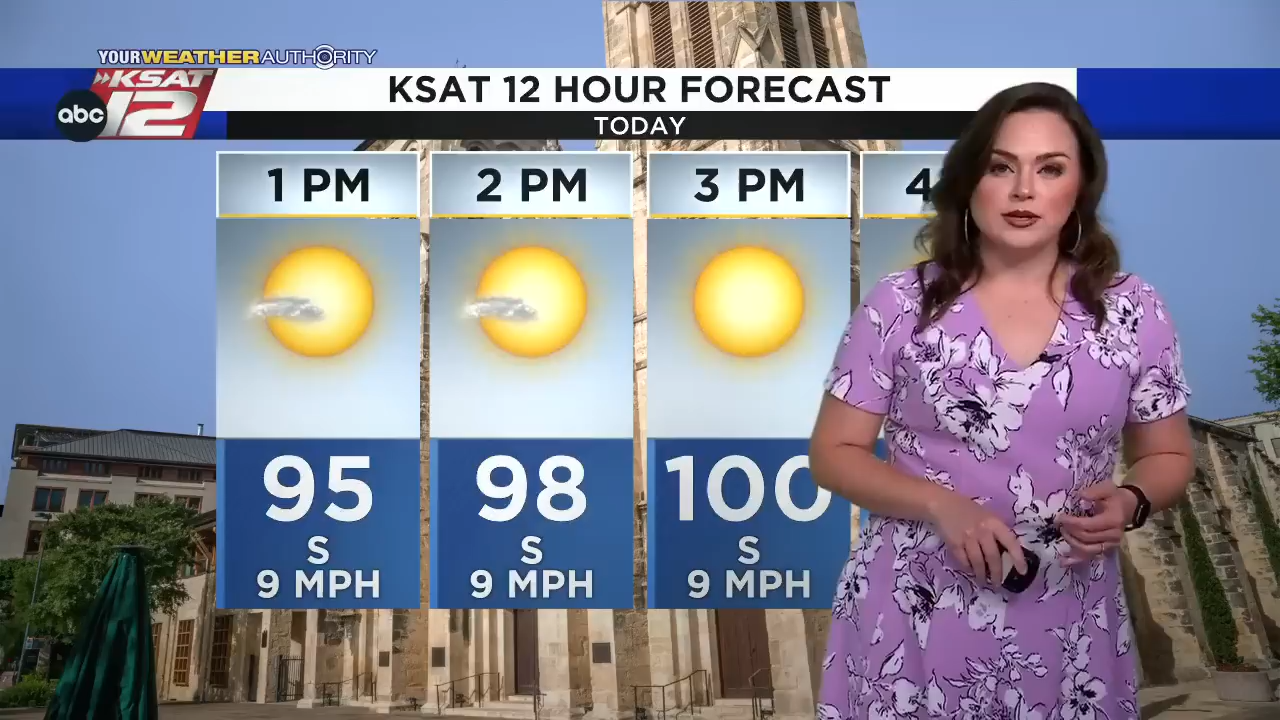 YOURWEATHERAUTHORITY
KSAT
abc 12
KSAT 12 HOUR FORECAST
TODAY
1 PM 2 PM 3 PM 4
95 98 100
S S S
9 MPH 9 MPH 9 MPH